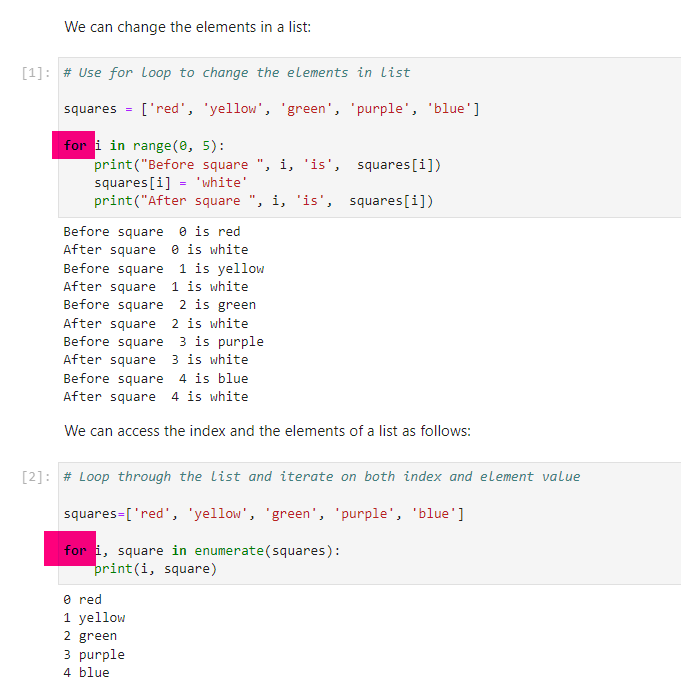 We can change the elements in a list:
[1]: # Use for loop to change the elements in list
squares = ['red', 'yellow', 'green', 'purple', 'blue']
for i in range(0, 5):
    print("Before square ", i, 'is',  squares[i])
    squares[i] = 'white'
    print("After square ", i, 'is',  squares[i])
Before square  0 is red
After square  0 is white
Before square  1 is yellow
After square  1 is white
Before square  2 is green
After square  2 is white
Before square  3 is purple
After square  3 is white
Before square  4 is blue
After square  4 is white
We can access the index and the elements of a list as follows:
[2]: # Loop through the list and iterate on both index and element value
squares=['red', 'yellow', 'green', 'purple', 'blue']
for i, square in enumerate(squares):
    print(i, square)
0 red
1 yellow
2 green
3 purple
4 blue